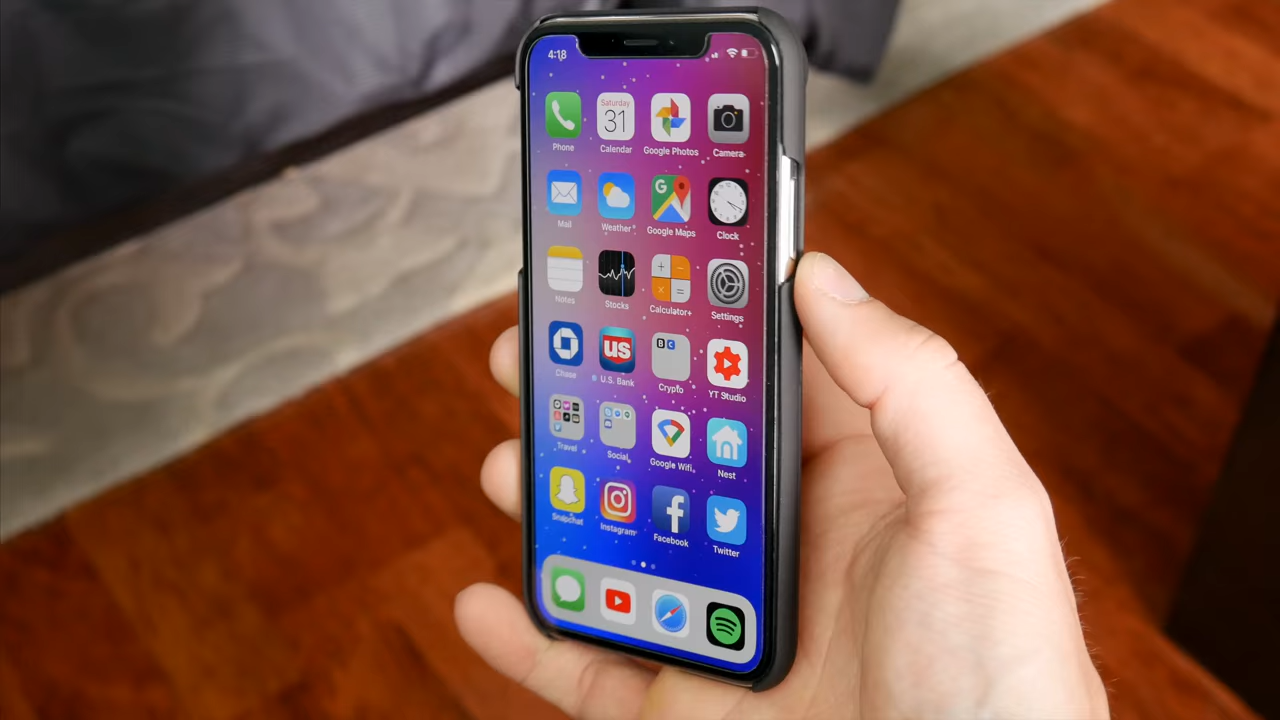 4:18
Saturday
31
Phone
Calendar
Google Photos
Camera
G
Mail
Weather
Google Maps
Clock
Notes
Stocks
Calculator+
Settings
US
B C
Chase
U.S. Bank
Crypto
YT Studio
Travel
Social
Google Wifi
Nest
Snapchat
Instagram
Facebook
Twitter